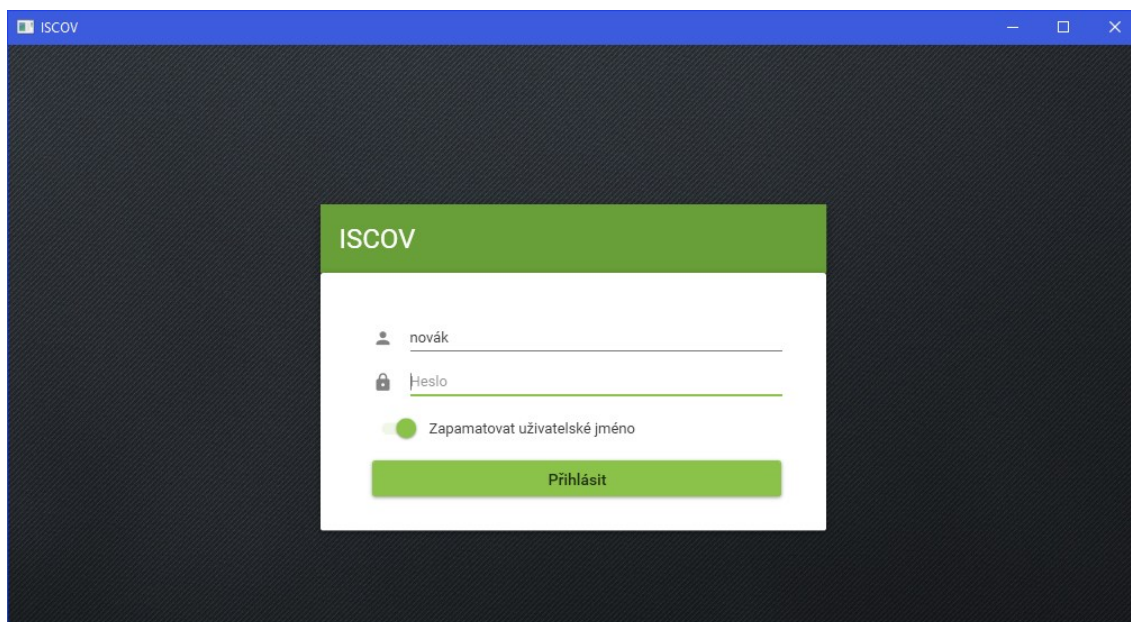 ISCOV
ISCOV
novák
Heslo
Zapamatovat uživatelské jméno
Přihlásit